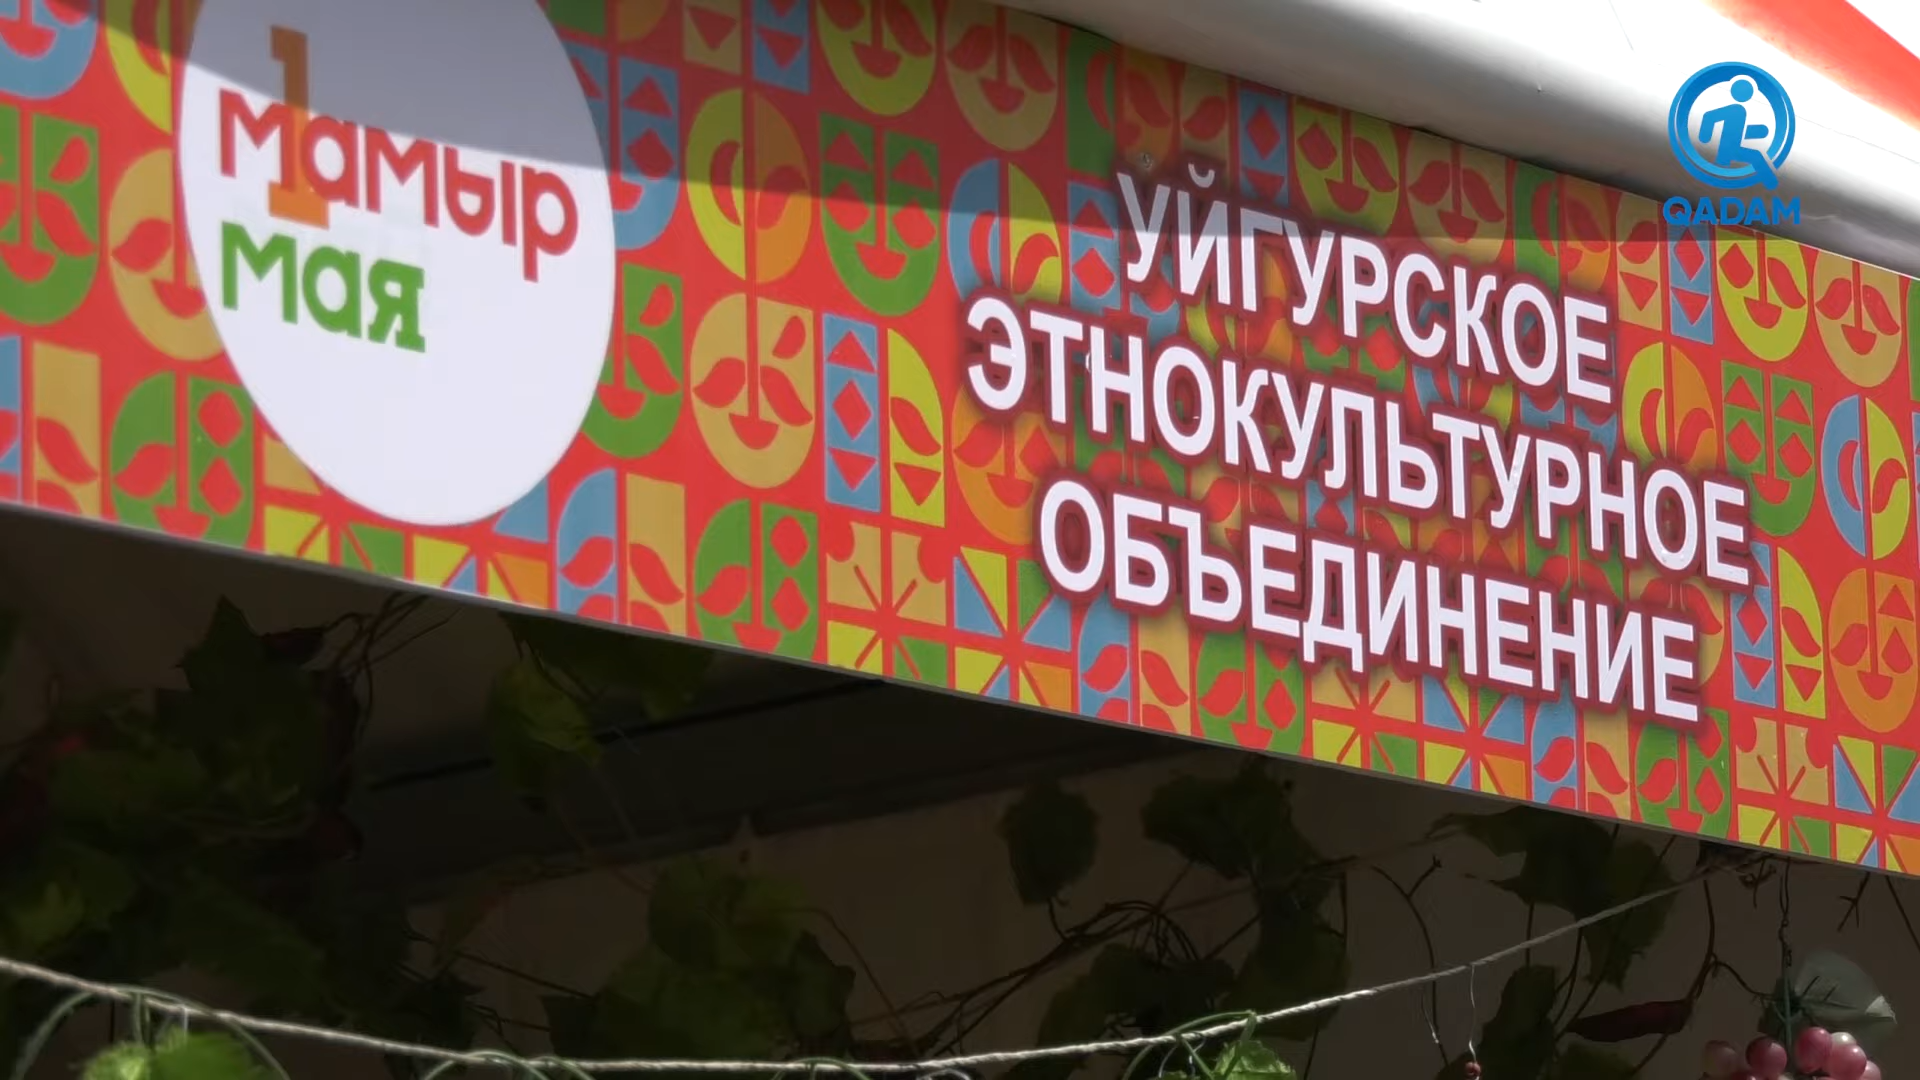 1
мамыр
мая
УЙГУРСКОЕ
ЭТНОКУЛЬТУРНОЕ
ОБЪЕДИНЕНИЕ
QADAM